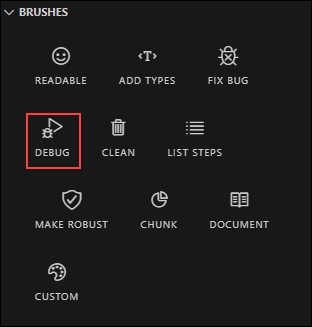 BRUSHES
READABLE ADD TYPES FIX BUG
DEBUG CLEAN LIST STEPS
MAKE ROBUST CHUNK DOCUMENT
CUSTOM